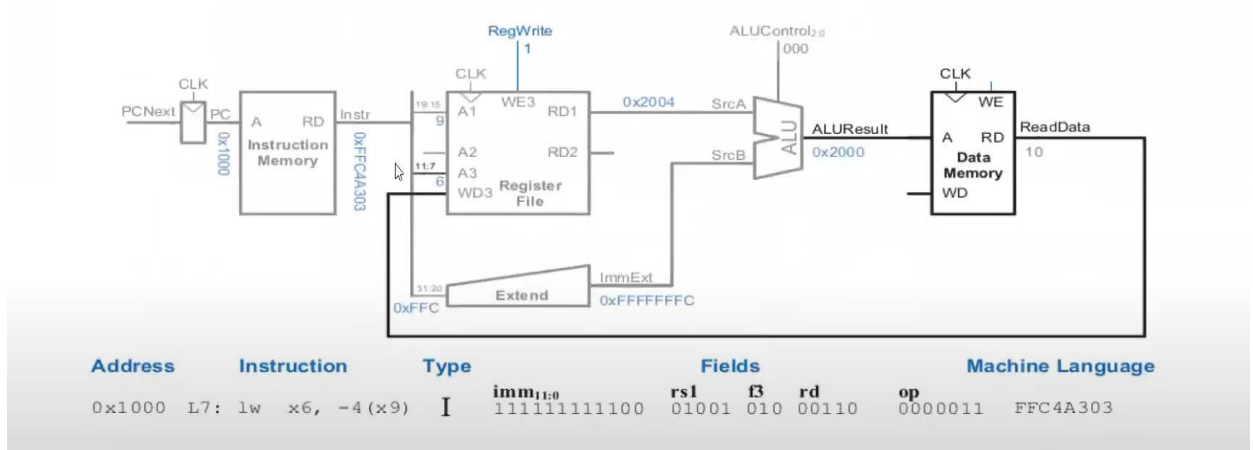 RegWrite
1
ALUControl2:0
000
CLK
CLK
CLK
PCNext
PC
0x1000
A
RD
Instruction
Memory
Instr
0xFFC4A303
19:15
9
A1
WE3
RD1
0x2004
SrcA
A2
RD2
11:7
6
A3
WD3
Register
File
SrcB
ALU
ALUResult
0x2000
WE
A
RD
Data
Memory
WD
ReadData
10
31:20
0xFFC
Extend
ImmExt
0xFFFFFFFC
Address Instruction Type Fields Machine Language
imm11:0 rs1 f3 rd op
0x1000 L7: lw x6, -4(x9) I 111111111100 01001 010 00110 0000011 FFC4A303